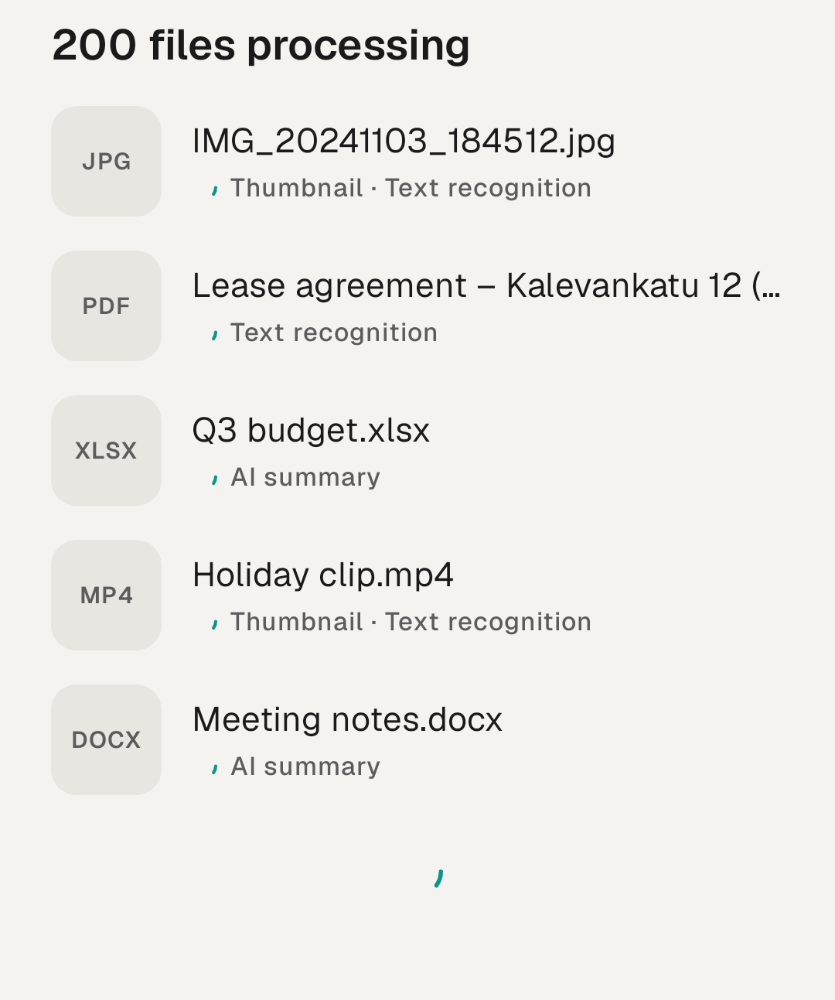 200 files processing
JPG
IMG_20241103_184512.jpg
Thumbnail · Text recognition
PDF
Lease agreement – Kalevankatu 12 (…
Text recognition
XLSX
Q3 budget.xlsx
AI summary
MP4
Holiday clip.mp4
Thumbnail · Text recognition
DOCX
Meeting notes.docx
AI summary